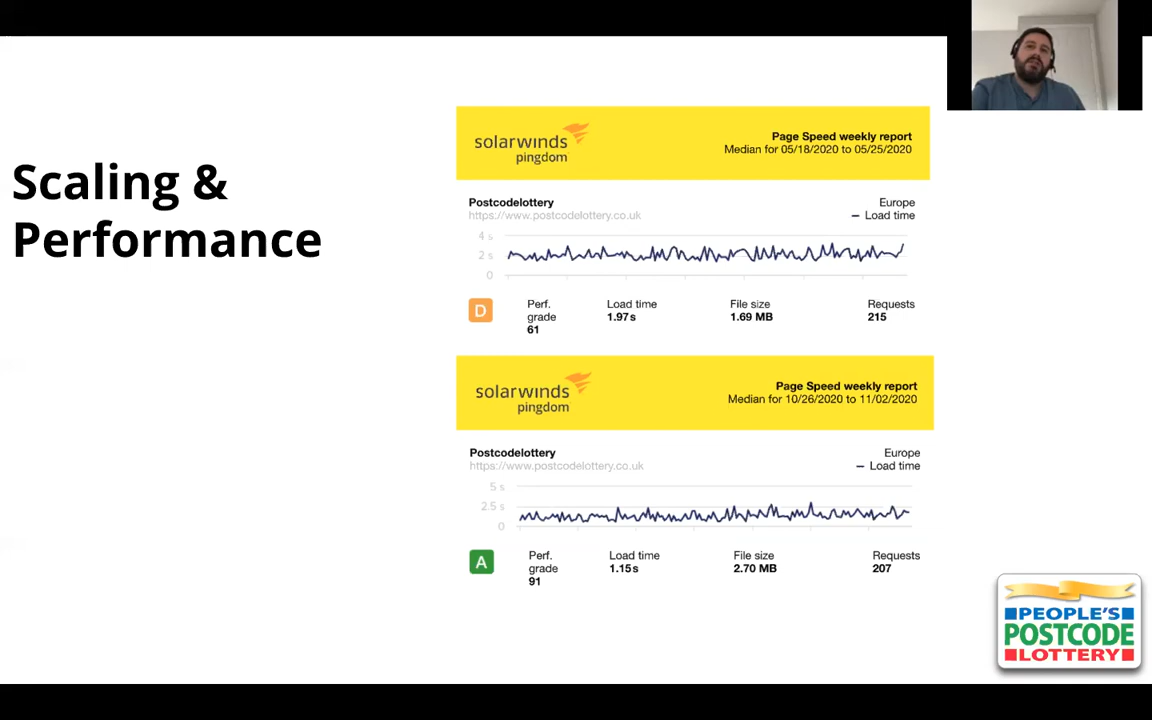 Scaling &
Performance
solarwinds
pingdom
Page Speed weekly report
Median for 05/18/2020 to 05/25/2020
Postcodelottery
Europe
https://www.postcodelottery.co.uk
— Load time
4 s
2 s
0
D
Perf. grade 61
Load time 1.97 s
File size 1.69 MB
Requests 215
solarwinds
pingdom
Page Speed weekly report
Median for 10/26/2020 to 11/02/2020
Postcodelottery
Europe
https://www.postcodelottery.co.uk
— Load time
5 s
2.5 s
0
A
Perf. grade 91
Load time 1.15 s
File size 2.70 MB
Requests 207
PEOPLE'S
POSTCODE
LOTTERY